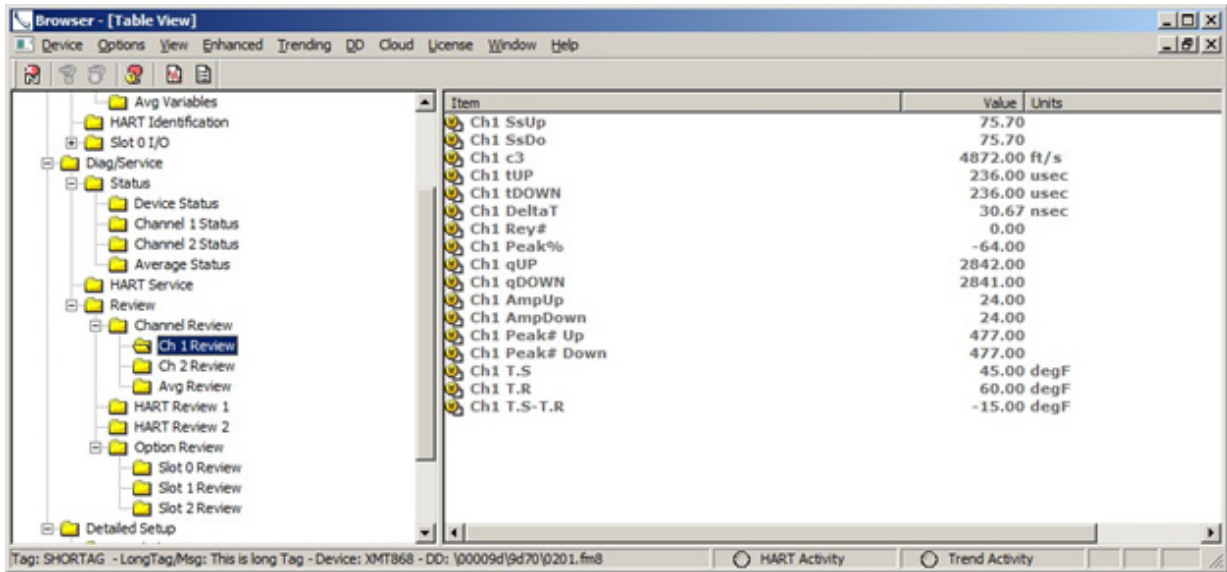 Browser - [Table View]
Device Options View Enhanced Trending DD Cloud License Window Help
Avg Variables
HART Identification
Slot 0 I/O
Diag/Service
Status
Device Status
Channel 1 Status
Channel 2 Status
Average Status
HART Service
Review
Channel Review
Ch 1 Review
Ch 2 Review
Avg Review
HART Review 1
HART Review 2
Option Review
Slot 0 Review
Slot 1 Review
Slot 2 Review
Detailed Setup
Item Value Units
Ch1 SsUp 75.70
Ch1 SsDo 75.70
Ch1 c3 4872.00 ft/s
Ch1 tUP 236.00 usec
Ch1 tDOWN 236.00 usec
Ch1 DeltaT 30.67 nsec
Ch1 Rey# 0.00
Ch1 Peak% -64.00
Ch1 qUP 2842.00
Ch1 qDOWN 2841.00
Ch1 AmpUp 24.00
Ch1 AmpDown 24.00
Ch1 Peak# Up 477.00
Ch1 Peak# Down 477.00
Ch1 T.S 45.00 degF
Ch1 T.R 60.00 degF
Ch1 T.S-T.R -15.00 degF
Tag: SHORTAG - LongTag/Msg: This is long Tag - Device: XMT868 - DD: \00009d\9d70\0201.fm8 HART Activity Trend Activity